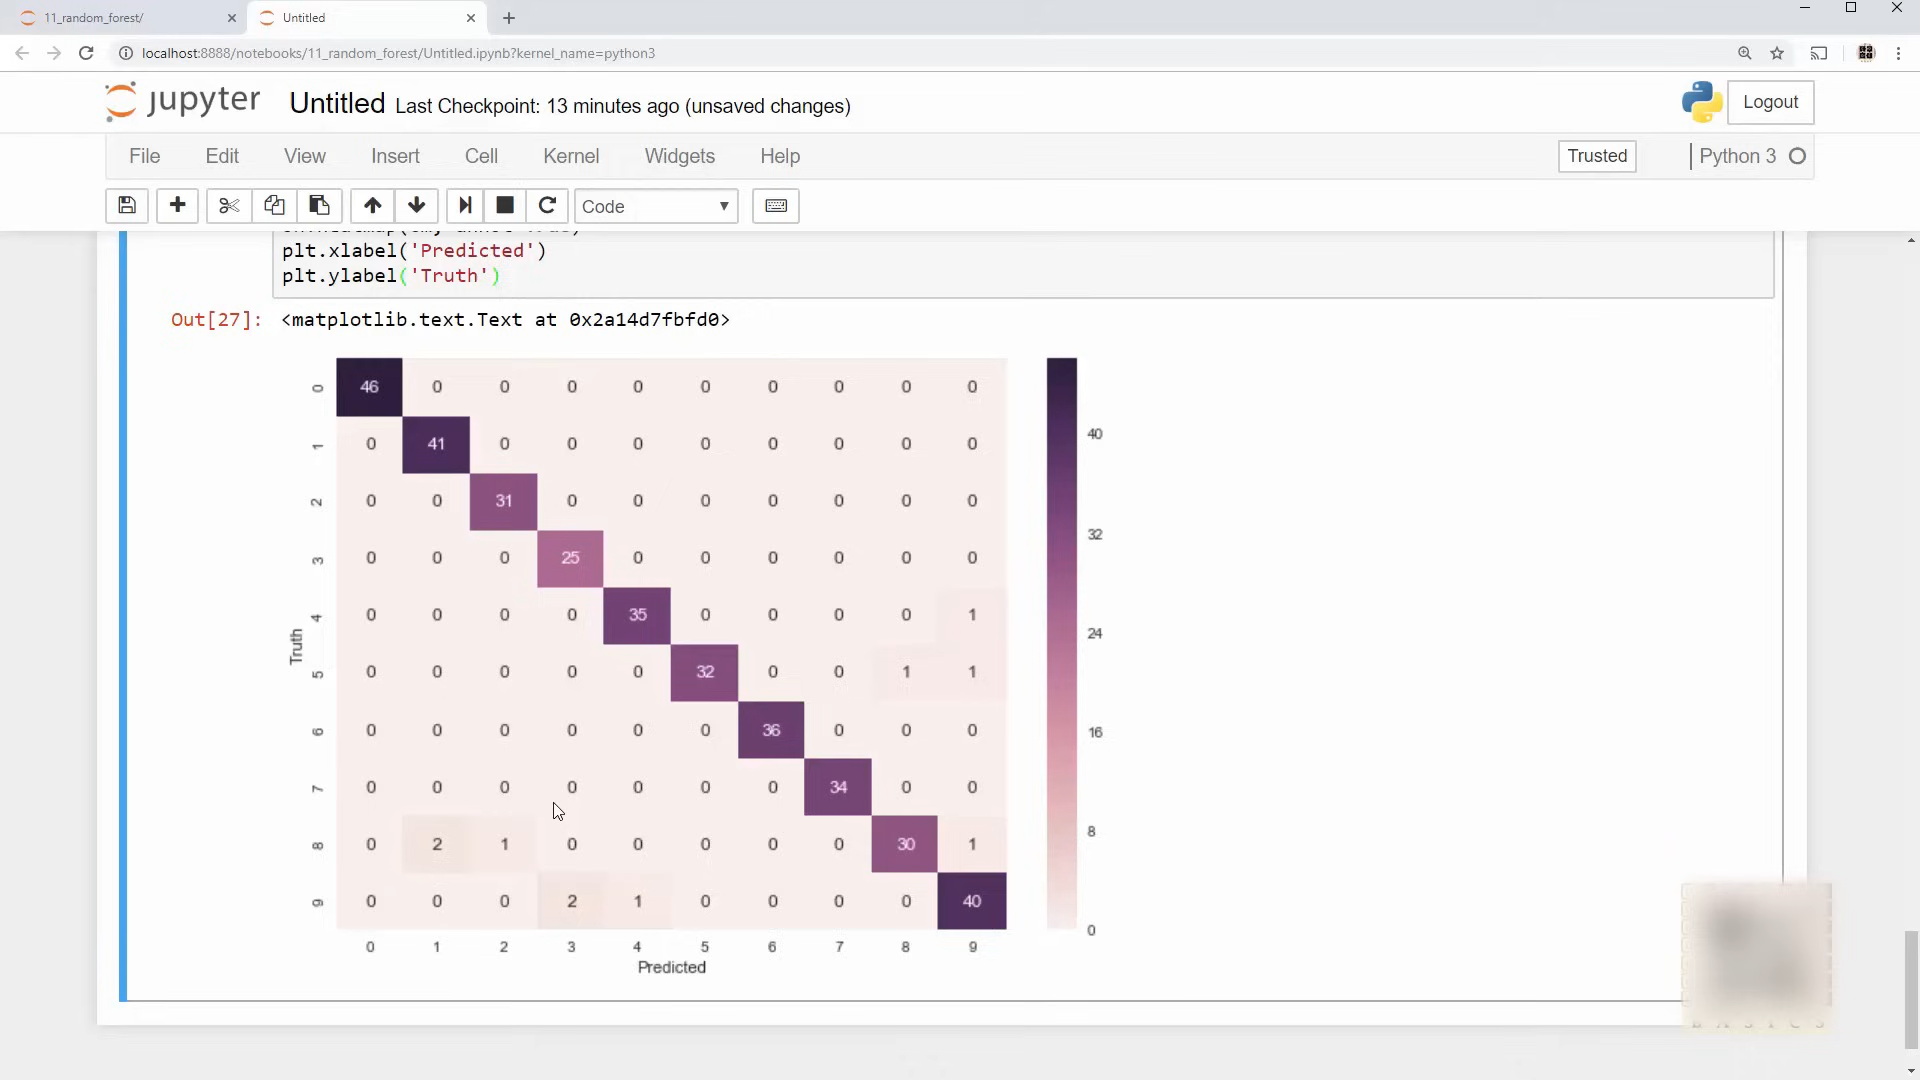 11_random_forest/
Untitled
localhost:8888/notebooks/11_random_forest/Untitled.ipynb?kernel_name=python3
jupyter Untitled Last Checkpoint: 13 minutes ago (unsaved changes)
Logout
File Edit View Insert Cell Kernel Widgets Help
Trusted
Python 3
Code
plt.xlabel('Predicted')
plt.ylabel('Truth')
Out[27]: <matplotlib.text.Text at 0x2a14d7fbfd0>
0 46 0 0 0 0 0 0 0 0 0
1 0 41 0 0 0 0 0 0 0 0
2 0 0 31 0 0 0 0 0 0 0
3 0 0 0 25 0 0 0 0 0 0
4 0 0 0 0 35 0 0 0 0 1
5 0 0 0 0 0 32 0 0 1 1
6 0 0 0 0 0 0 36 0 0 0
7 0 0 0 0 0 0 0 34 0 0
8 0 2 1 0 0 0 0 0 30 1
9 0 0 0 2 1 0 0 0 0 40
0 1 2 3 4 5 6 7 8 9
Predicted
Truth
40
32
24
16
8
0